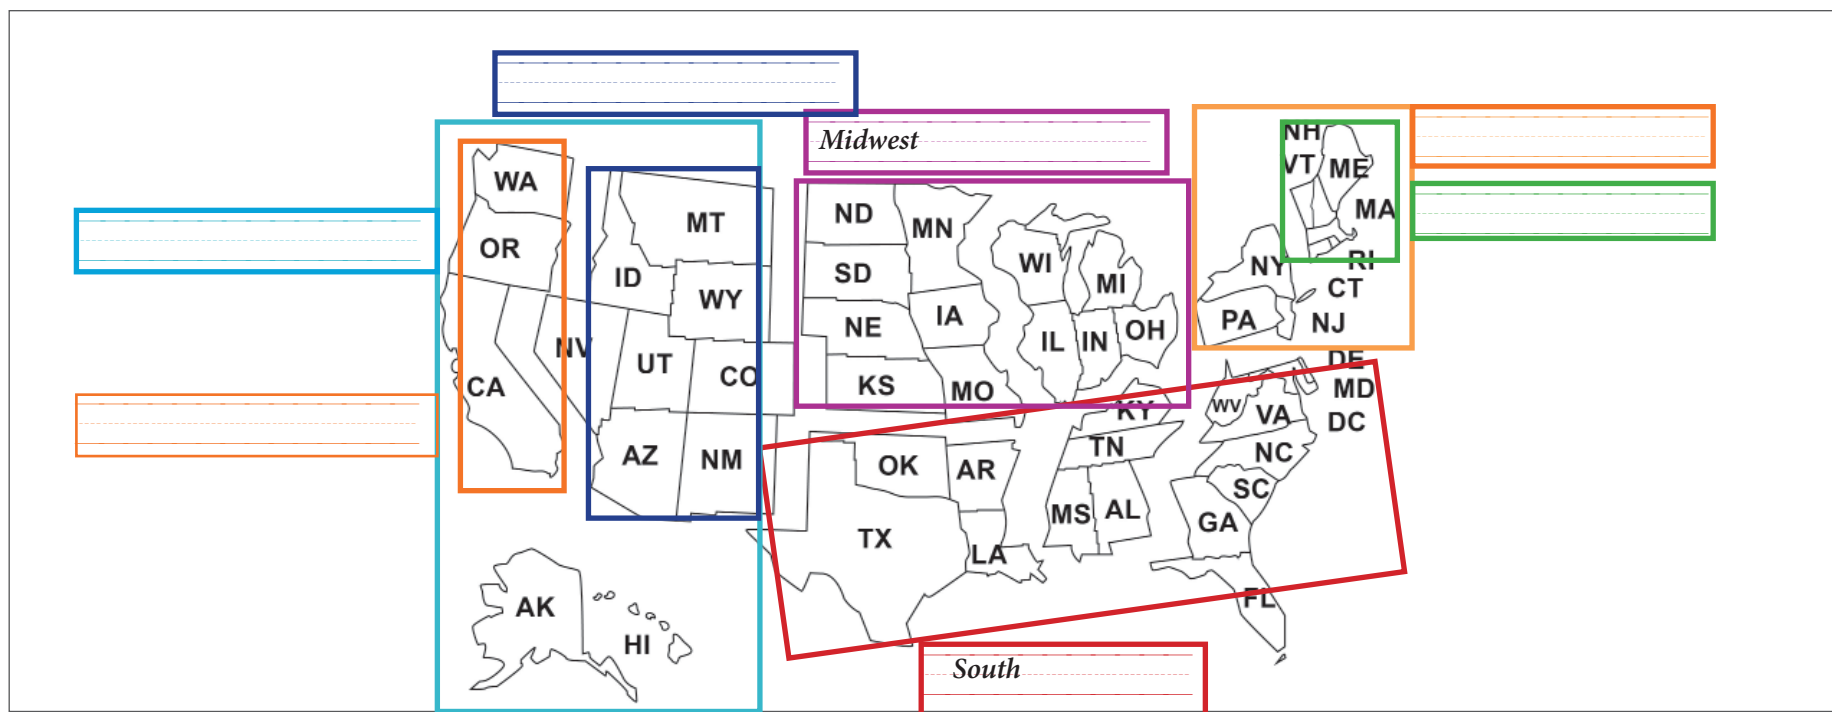 Midwest
NH
VT
ME
WA
MA
ND
MT
MN
OR
WI
RI
NY
SD
ID
MI
CT
WY
IA
PA
NJ
NE
OH
IL
IN
NV
DE
UT
CO
KS
CA
MO
MD
WV
KY
VA
DC
TN
NC
AZ
NM
OK
AR
SC
MS
AL
GA
TX
LA
FL
AK
HI
South